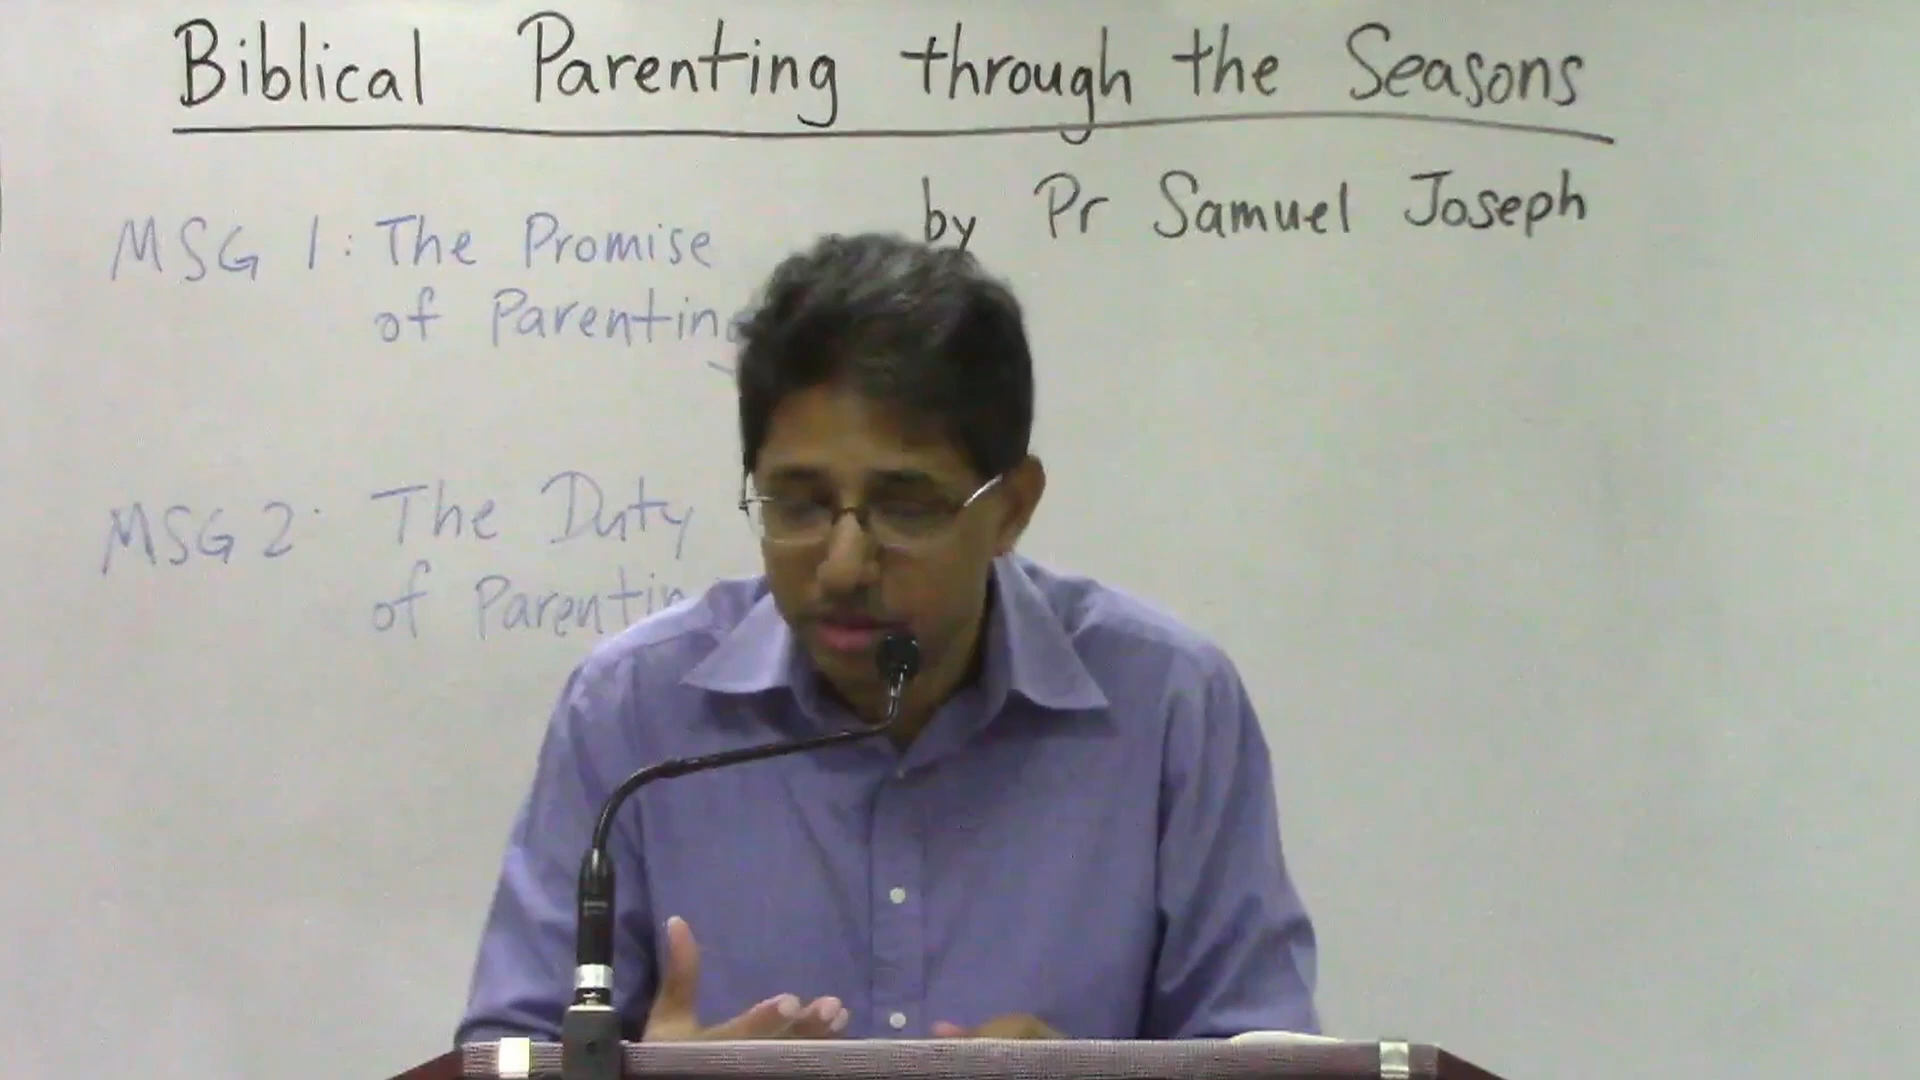 Biblical Parenting through the Seasons
by Pr Samuel Joseph
MSG 1: The Promise
of Parenting
MSG 2: The Duty
of Parentin